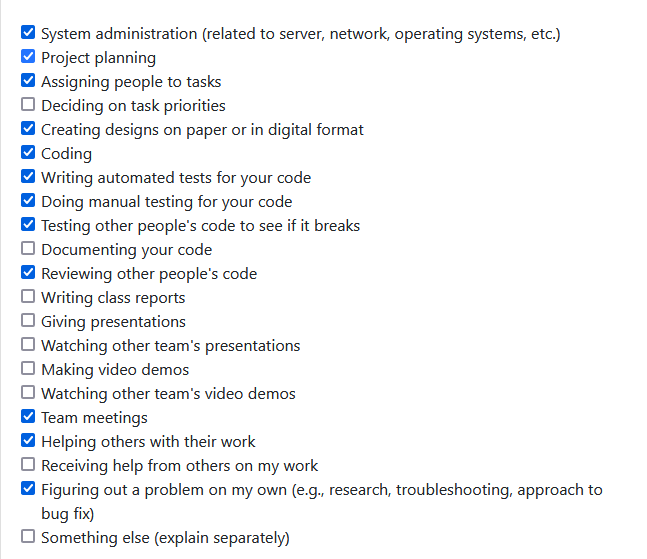 System administration (related to server, network, operating systems, etc.)
Project planning
Assigning people to tasks
Deciding on task priorities
Creating designs on paper or in digital format
Coding
Writing automated tests for your code
Doing manual testing for your code
Testing other people's code to see if it breaks
Documenting your code
Reviewing other people's code
Writing class reports
Giving presentations
Watching other team's presentations
Making video demos
Watching other team's video demos
Team meetings
Helping others with their work
Receiving help from others on my work
Figuring out a problem on my own (e.g., research, troubleshooting, approach to
bug fix)
Something else (explain separately)